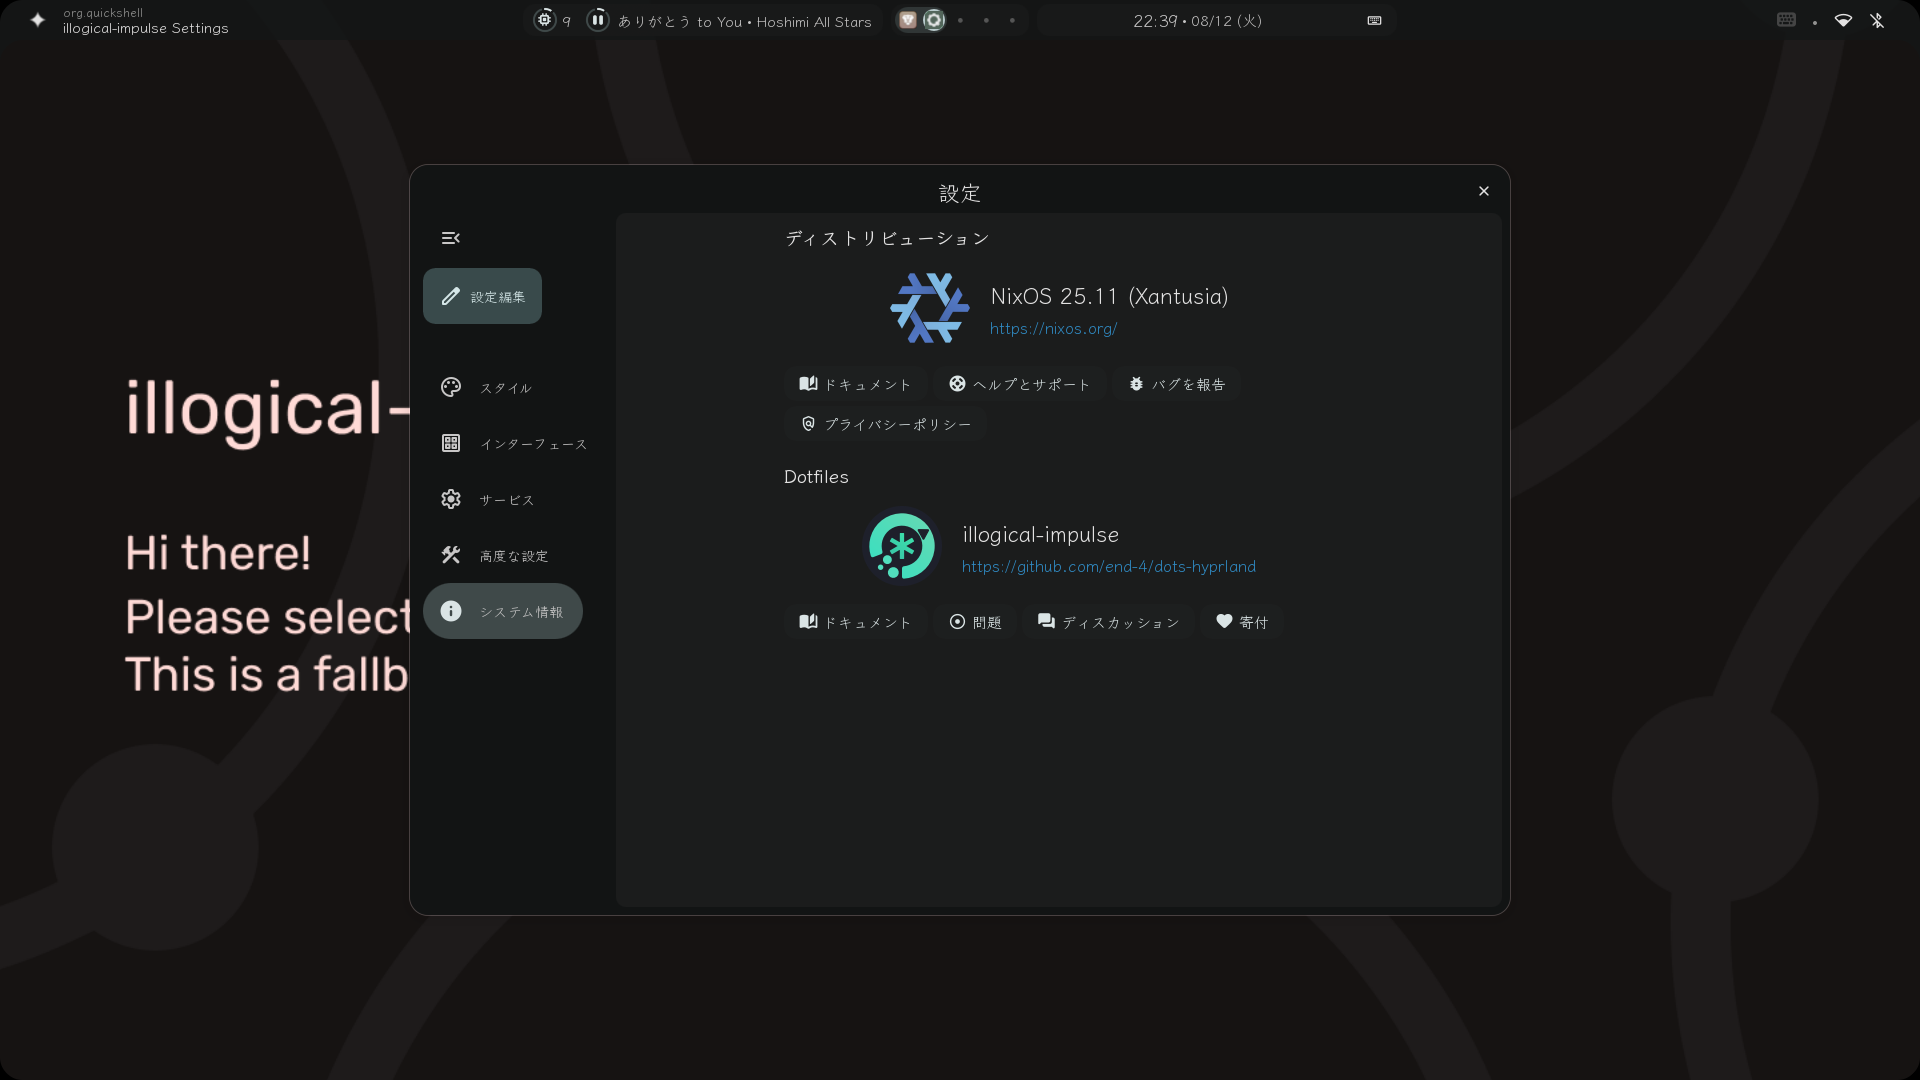 org.quickshell
illogical-impulse Settings
9
ありがとう to You • Hoshimi All Stars
22:39 • 08/12 (火)
設定
設定編集
スタイル
インターフェース
サービス
高度な設定
システム情報
ディストリビューション
NixOS 25.11 (Xantusia)
https://nixos.org/
ドキュメント
ヘルプとサポート
バグを報告
プライバシーポリシー
Dotfiles
illogical-impulse
https://github.com/end-4/dots-hyprland
ドキュメント
問題
ディスカッション
寄付
illogical-
Hi there!
Please select
This is a fallb